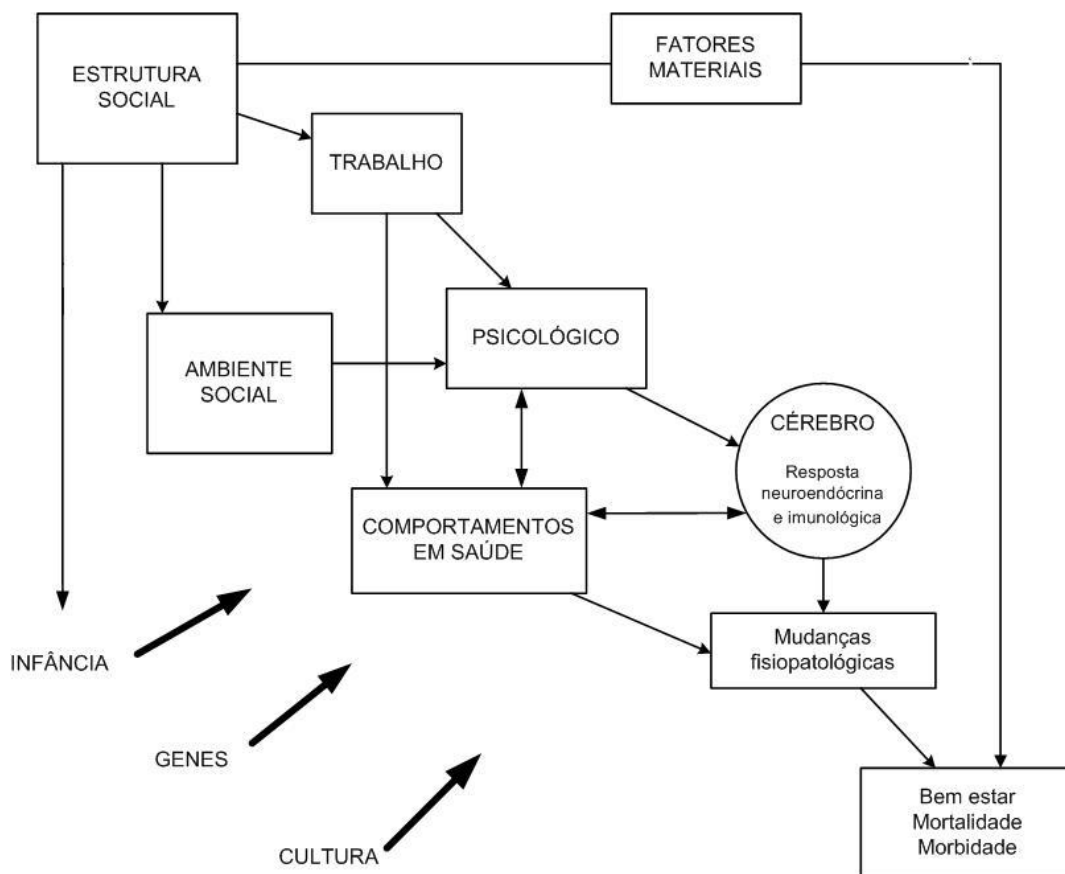 ESTRUTURA
SOCIAL
FATORES
MATERIAIS
TRABALHO
PSICOLÓGICO
AMBIENTE
SOCIAL
CÉREBRO
Resposta
neuroendócrina
e imunológica
COMPORTAMENTOS
EM SAÚDE
Mudanças
fisiopatológicas
INFÂNCIA
GENES
CULTURA
Bem estar
Mortalidade
Morbidade